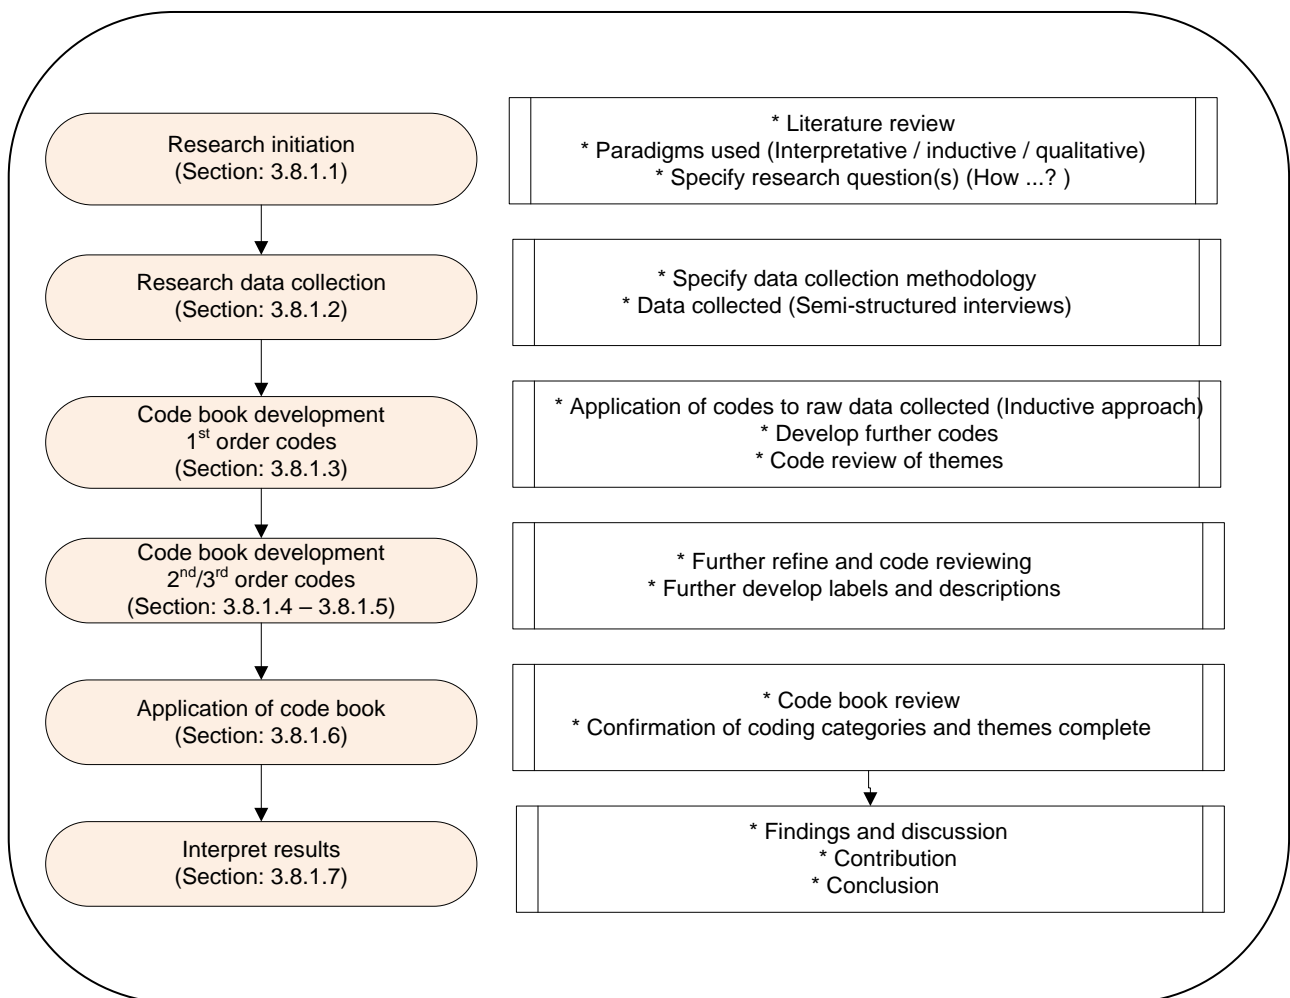 Research initiation
(Section: 3.8.1.1)
* Literature review
* Paradigms used (Interpretative / inductive / qualitative)
* Specify research question(s) (How ...? )
Research data collection
(Section: 3.8.1.2)
* Specify data collection methodology
* Data collected (Semi-structured interviews)
Code book development
1st order codes
(Section: 3.8.1.3)
* Application of codes to raw data collected (Inductive approach)
* Develop further codes
* Code review of themes
Code book development
2nd/3rd order codes
(Section: 3.8.1.4 – 3.8.1.5)
* Further refine and code reviewing
* Further develop labels and descriptions
Application of code book
(Section: 3.8.1.6)
* Code book review
* Confirmation of coding categories and themes complete
Interpret results
(Section: 3.8.1.7)
* Findings and discussion
* Contribution
* Conclusion